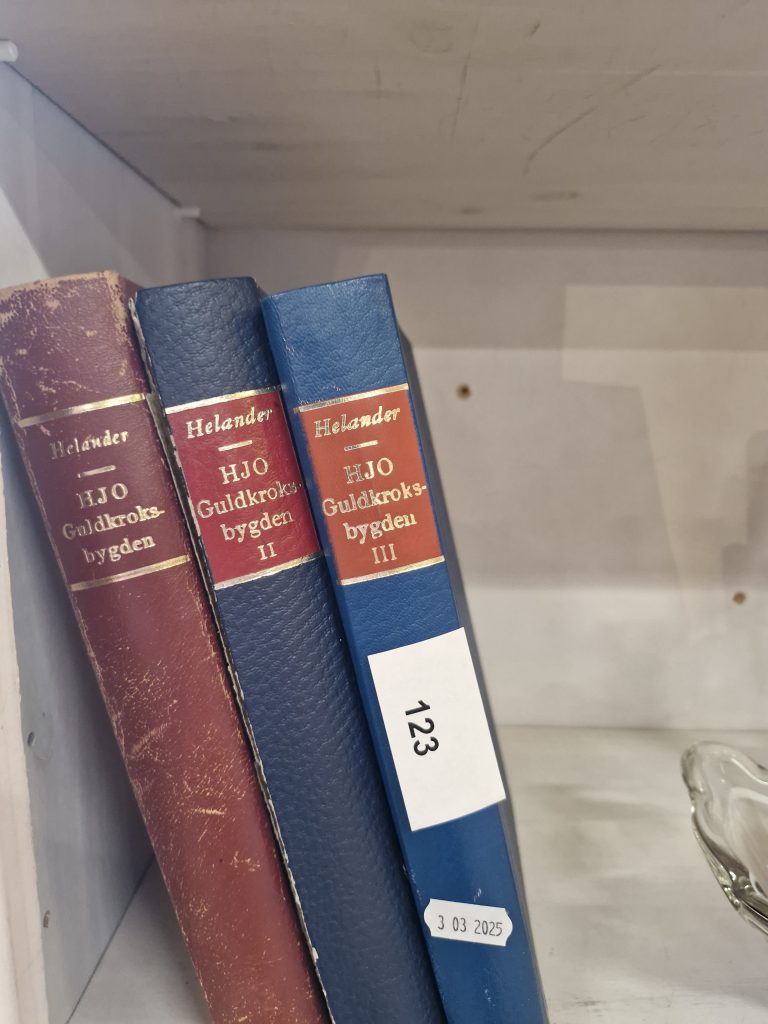 Helander
HJO
Guldkroks-
bygden
Helander
HJO
Guldkroks-
bygden
II
Helander
HJO
Guldkroks-
bygden
III
123
3 03 2025